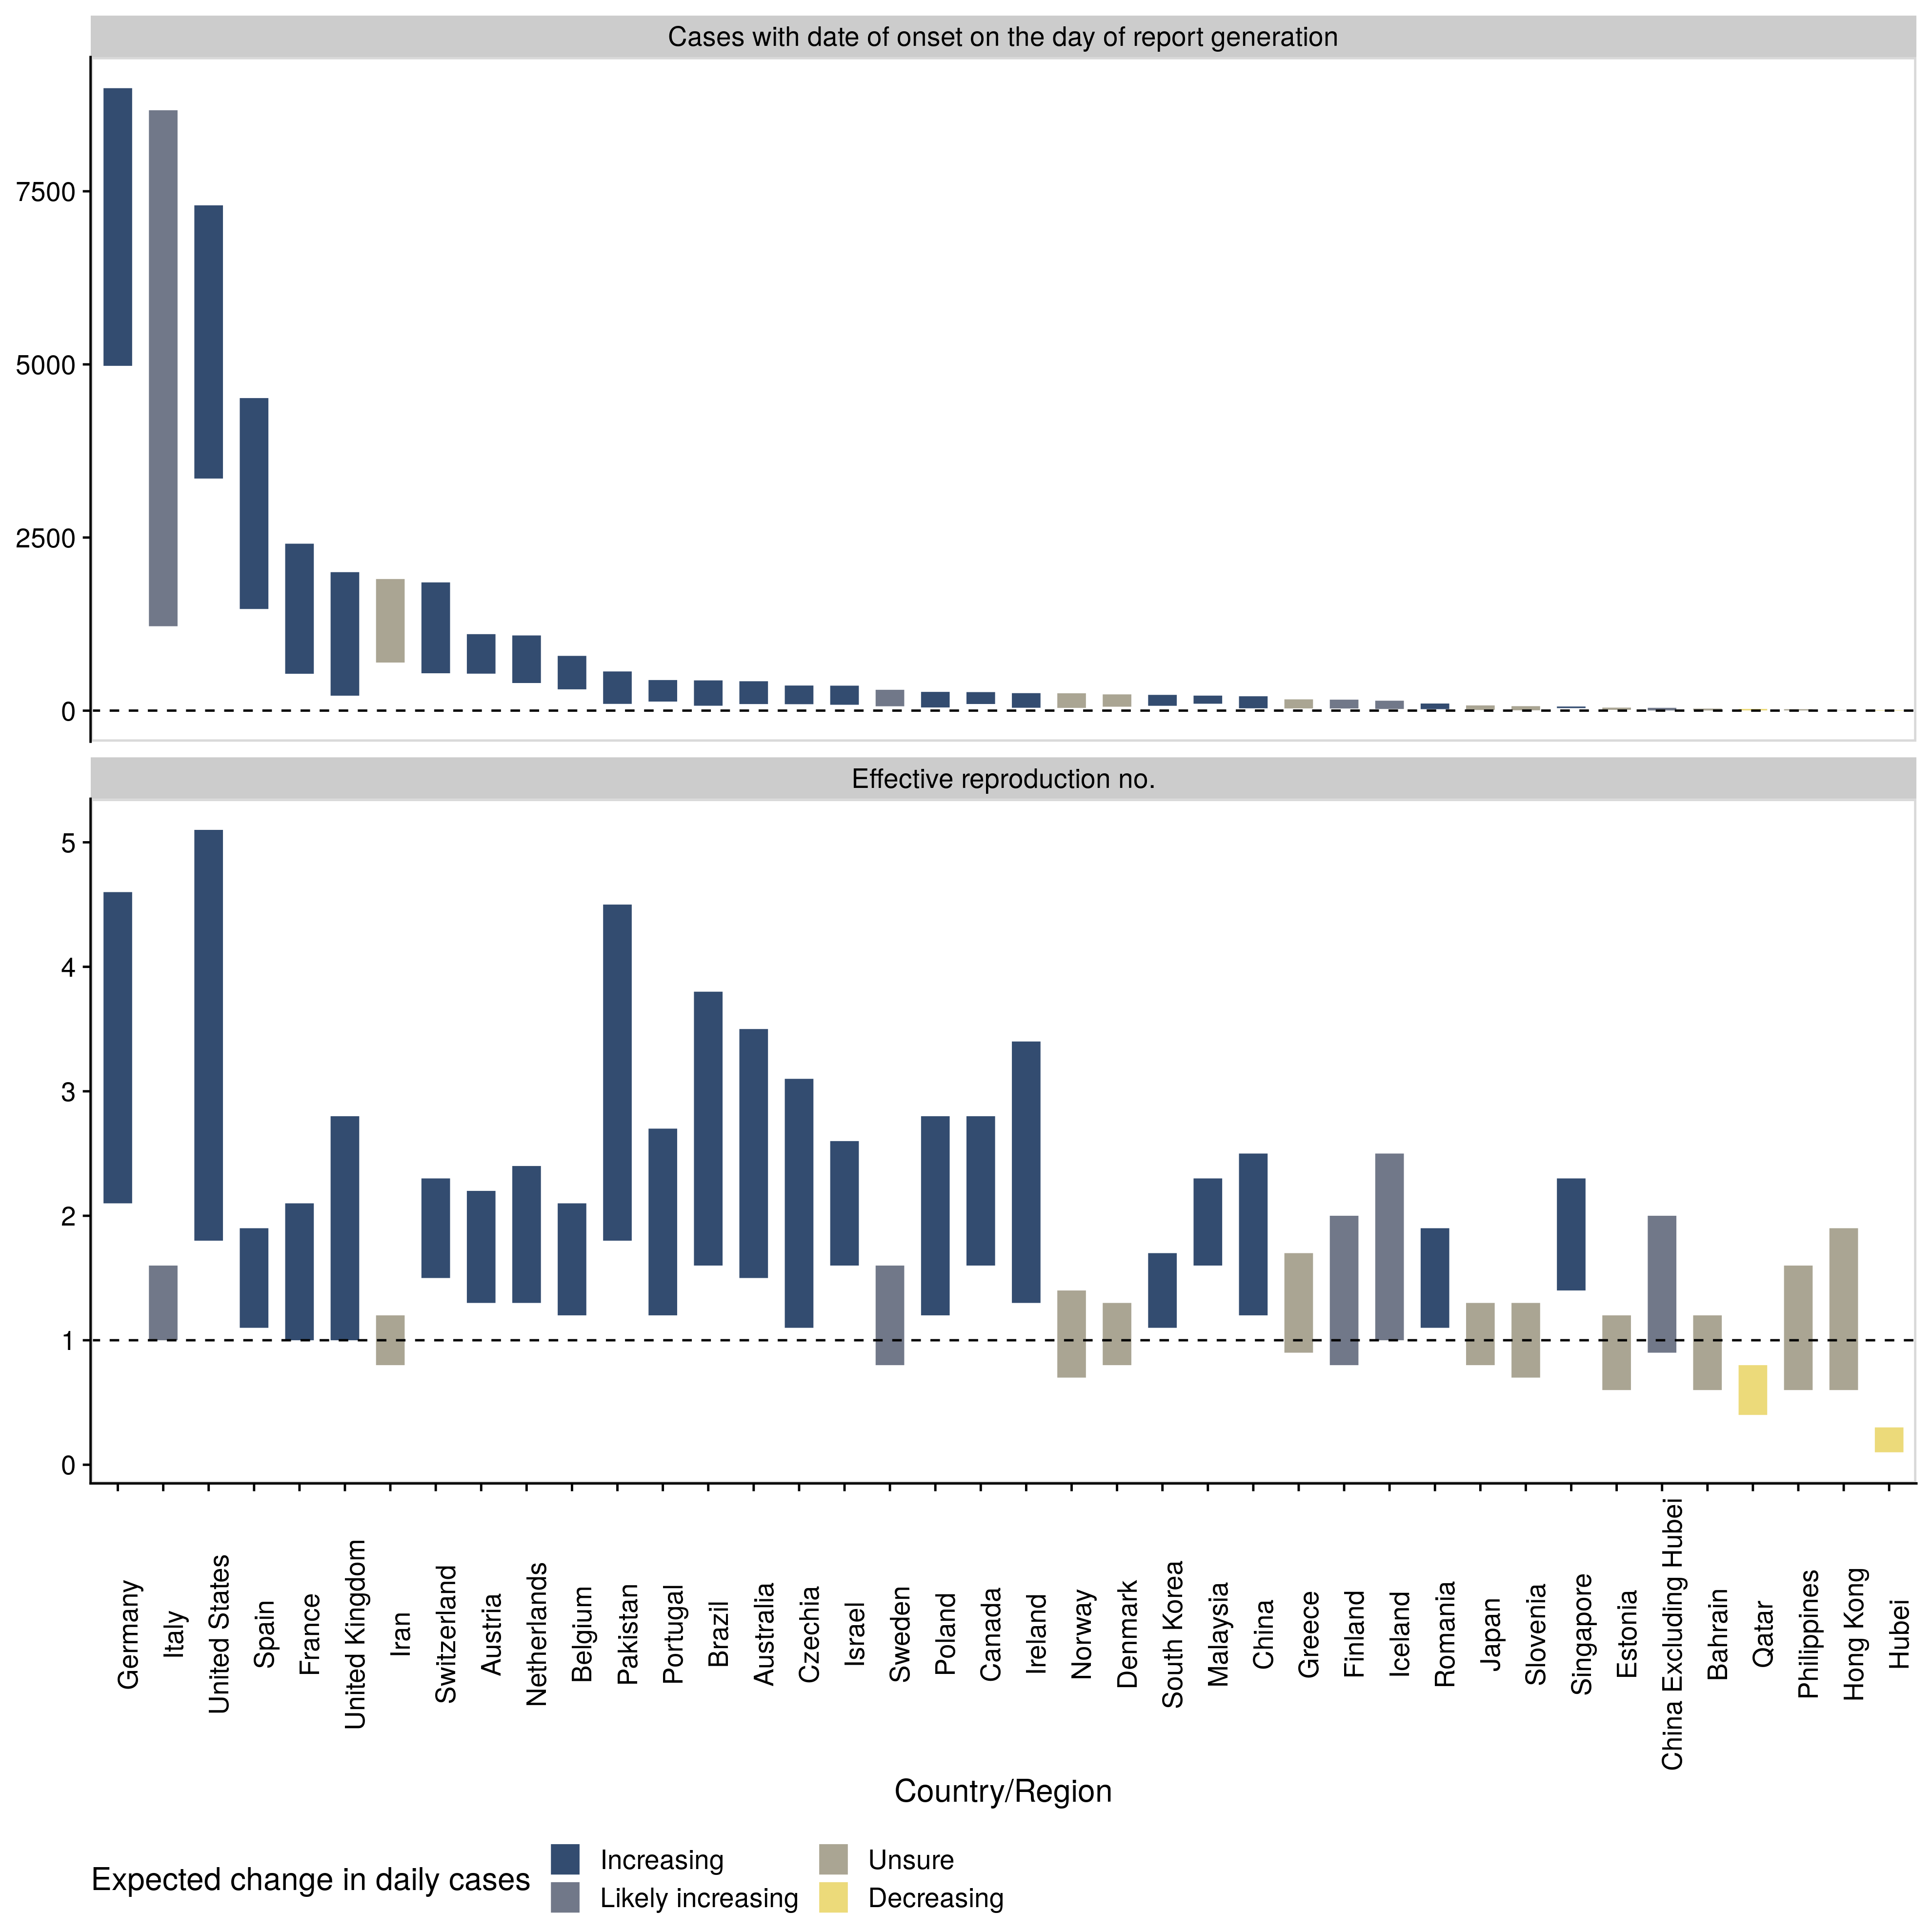 Cases with date of onset on the day of report generation
7500
5000
2500
0
Effective reproduction no.
5
4
3
2
1
0
Germany
Italy
United States
Spain
France
United Kingdom
Iran
Switzerland
Austria
Netherlands
Belgium
Pakistan
Portugal
Brazil
Australia
Czechia
Israel
Sweden
Poland
Canada
Ireland
Norway
Denmark
South Korea
Malaysia
China
Greece
Finland
Iceland
Romania
Japan
Slovenia
Singapore
Estonia
China Excluding Hubei
Bahrain
Qatar
Philippines
Hong Kong
Hubei
Country/Region
Expected change in daily cases
Increasing
Unsure
Likely increasing
Decreasing